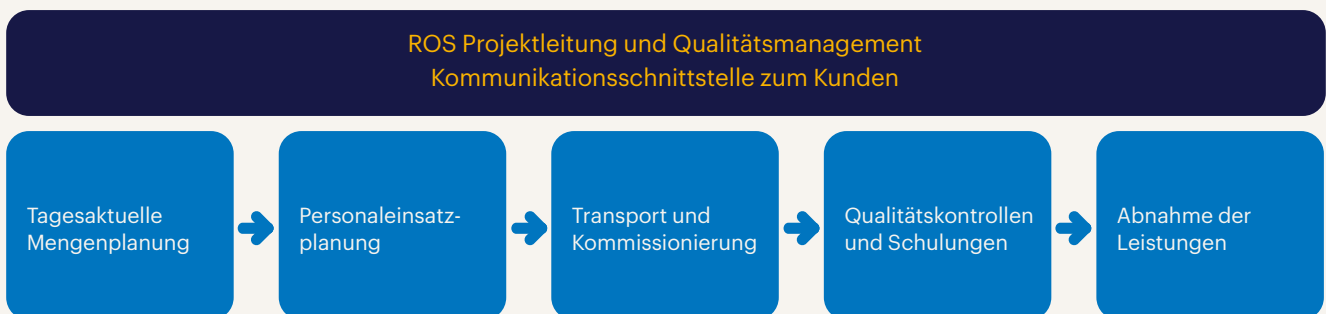 ROS Projektleitung und Qualitätsmanagement
Kommunikationsschnittstelle zum Kunden
Tagesaktuelle
Mengenplanung
Personaleinsatz-
planung
Transport und
Kommissionierung
Qualitätskontrollen
und Schulungen
Abnahme der
Leistungen